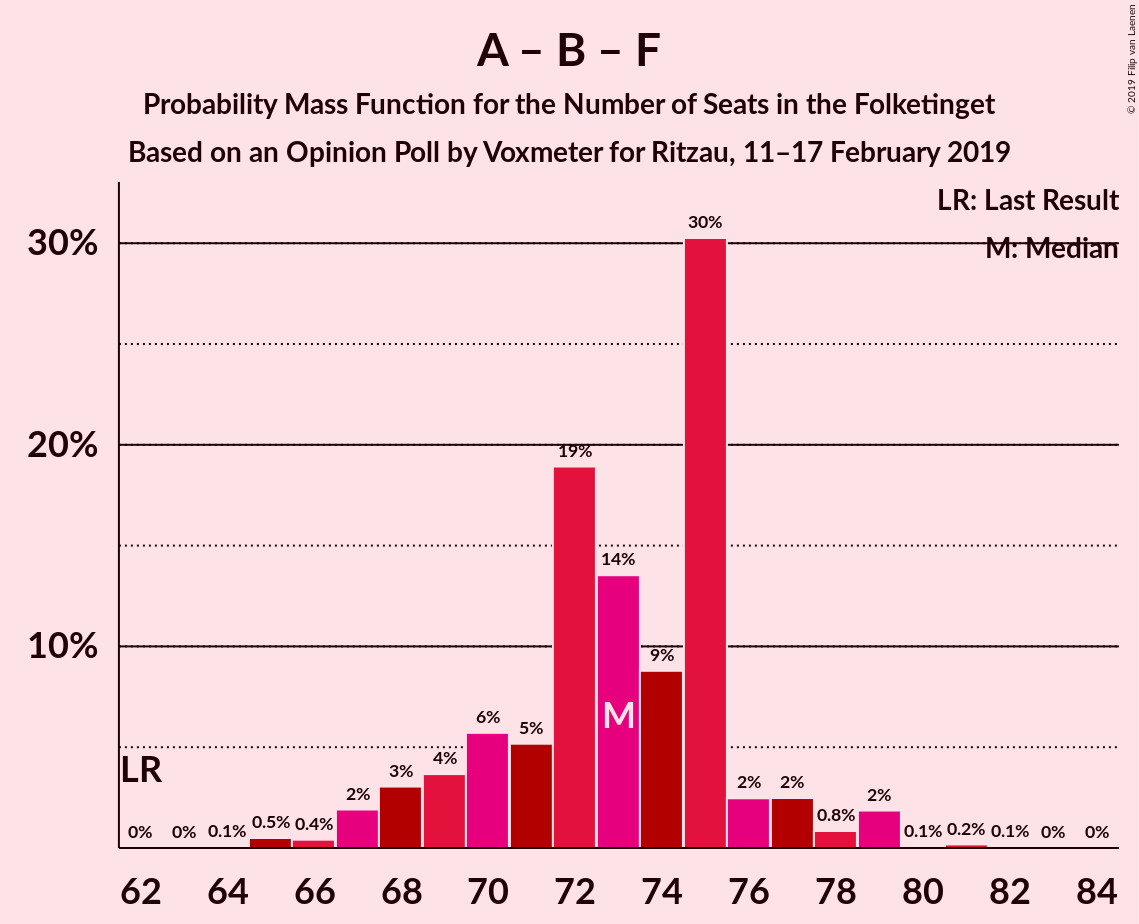 A – B – F
Probability Mass Function for the Number of Seats in the Folketinget
Based on an Opinion Poll by Voxmeter for Ritzau, 11–17 February 2019
© 2019 Filip van Laenen
LR: Last Result
M: Median
30%
20%
10%
LR
M
0%
0%
0.1%
0.5%
0.4%
2%
3%
4%
6%
5%
19%
14%
9%
30%
2%
2%
0.8%
2%
0.1%
0.2%
0.1%
0%
0%
62 64 66 68 70 72 74 76 78 80 82 84